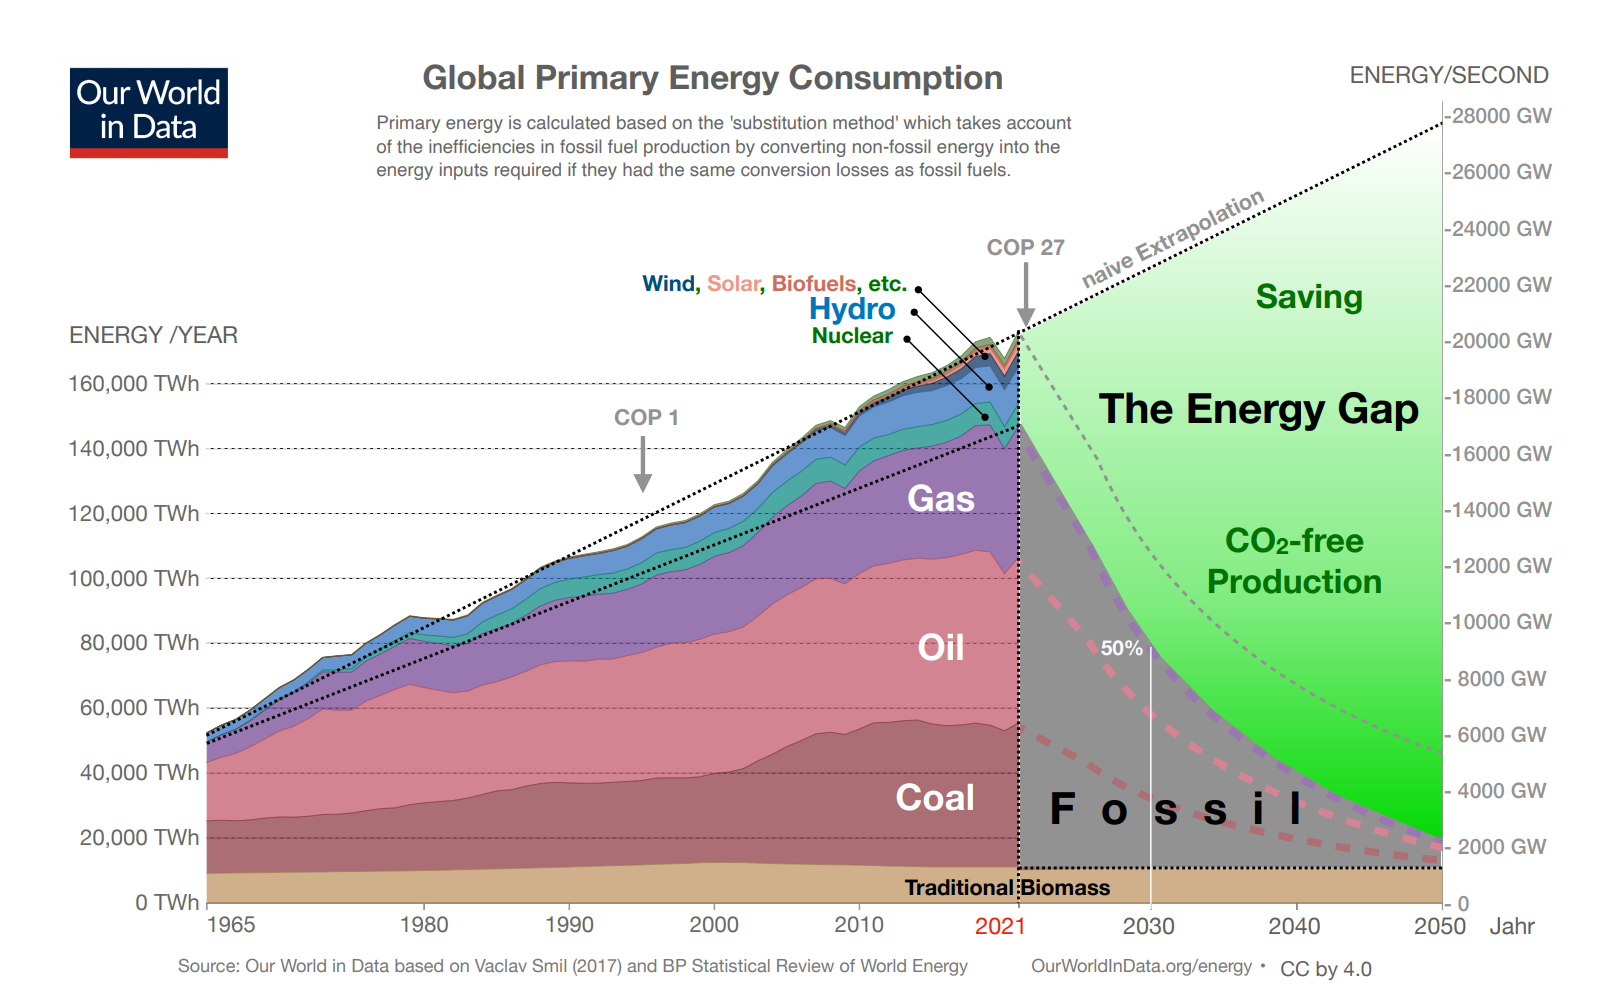 Our World
in Data
Global Primary Energy Consumption
Primary energy is calculated based on the 'substitution method' which takes account
of the inefficiencies in fossil fuel production by converting non-fossil energy into the
energy inputs required if they had the same conversion losses as fossil fuels.
ENERGY/SECOND
28000 GW
26000 GW
24000 GW
22000 GW
20000 GW
18000 GW
16000 GW
14000 GW
12000 GW
10000 GW
8000 GW
6000 GW
4000 GW
2000 GW
0
naive Extrapolation
COP 27
Wind, Solar, Biofuels, etc.
Hydro
Nuclear
Saving
The Energy Gap
CO2-free
Production
ENERGY /YEAR
160,000 TWh
140,000 TWh
120,000 TWh
100,000 TWh
80,000 TWh
60,000 TWh
40,000 TWh
20,000 TWh
0 TWh
COP 1
Gas
Oil
Coal
50%
Fossil
Traditional Biomass
1965
1980
1990
2000
2010
2021
2030
2040
2050
Jahr
Source: Our World in Data based on Vaclav Smil (2017) and BP Statistical Review of World Energy
OurWorldInData.org/energy •
CC by 4.0